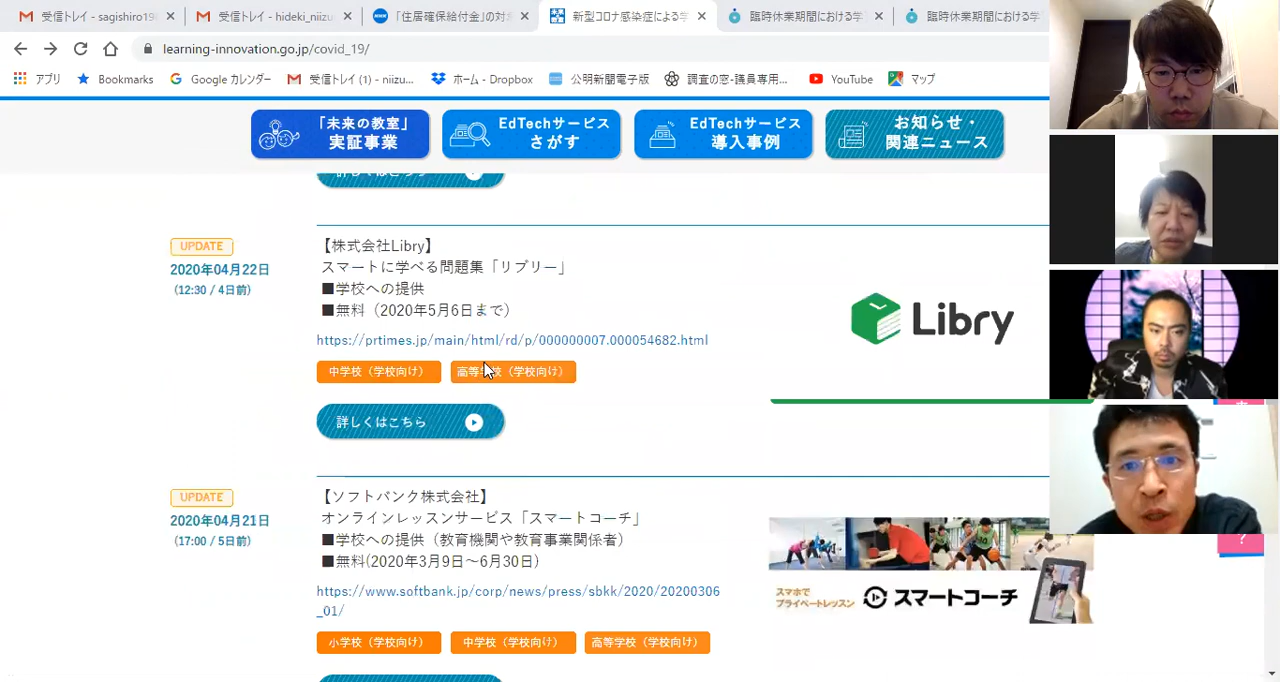 受信トレイ - sagishiro19
受信トレイ - hideki_niizu
「住居確保給付金」の対
新型コロナ感染症による学
臨時休業期間における学
臨時休業期間における学
learning-innovation.go.jp/covid_19/
アプリ
Bookmarks
Google カレンダー
受信トレイ (1) - niizu...
ホーム - Dropbox
公明新聞電子版
調査の窓-議員専用...
YouTube
マップ
「未来の教室」
実証事業
EdTechサービス
さがす
EdTechサービス
導入事例
お知らせ・
関連ニュース
詳しくはこちら
UPDATE
2020年04月22日
(12:30 / 4日前)
【株式会社Libry】
スマートに学べる問題集「リブリー」
■学校への提供
■無料（2020年5月6日まで）
https://prtimes.jp/main/html/rd/p/000000007.000054682.html
中学校（学校向け）
高等学校（学校向け）
詳しくはこちら
Libry
UPDATE
2020年04月21日
(17:00 / 5日前)
【ソフトバンク株式会社】
オンラインレッスンサービス「スマートコーチ」
■学校への提供（教育機関や教育事業関係者）
■無料(2020年3月9日～6月30日)
https://www.softbank.jp/corp/news/press/sbkk/2020/20200306
_01/
小学校（学校向け）
中学校（学校向け）
高等学校（学校向け）
スマホで
プライベートレッスン
スマートコーチ
?